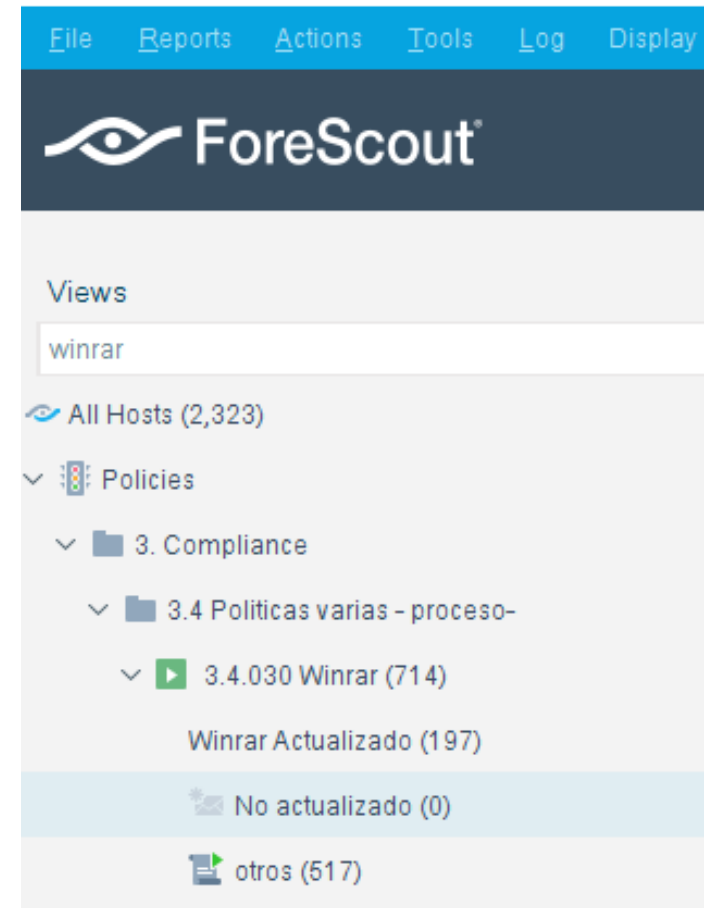 File Reports Actions Tools Log Display
ForeScout
Views
winrar
All Hosts (2,323)
Policies
3. Compliance
3.4 Politicas varias - proceso-
3.4.030 Winrar (714)
Winrar Actualizado (197)
No actualizado (0)
otros (517)